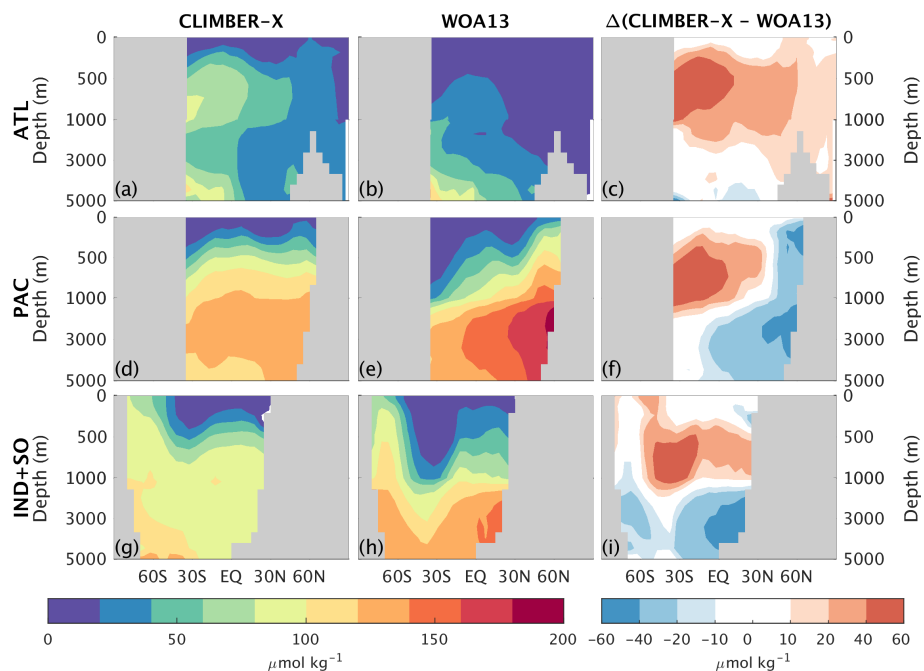 CLIMBER-X WOA13 Δ(CLIMBER-X – WOA13)
ATL
Depth (m)
0
500
1000
3000
5000
(a)
(b)
(c)
0
500
1000
3000
5000
Depth (m)
PAC
Depth (m)
0
500
1000
3000
5000
(d)
(e)
(f)
0
500
1000
3000
5000
Depth (m)
IND+SO
Depth (m)
0
500
1000
3000
5000
(g)
(h)
(i)
0
500
1000
3000
5000
Depth (m)
60S 30S EQ 30N 60N 60S 30S EQ 30N 60N 60S 30S EQ 30N 60N
0 50 100 150 200
μmol kg⁻¹
-60 -40 -20 -10 0 10 20 40 60
μmol kg⁻¹